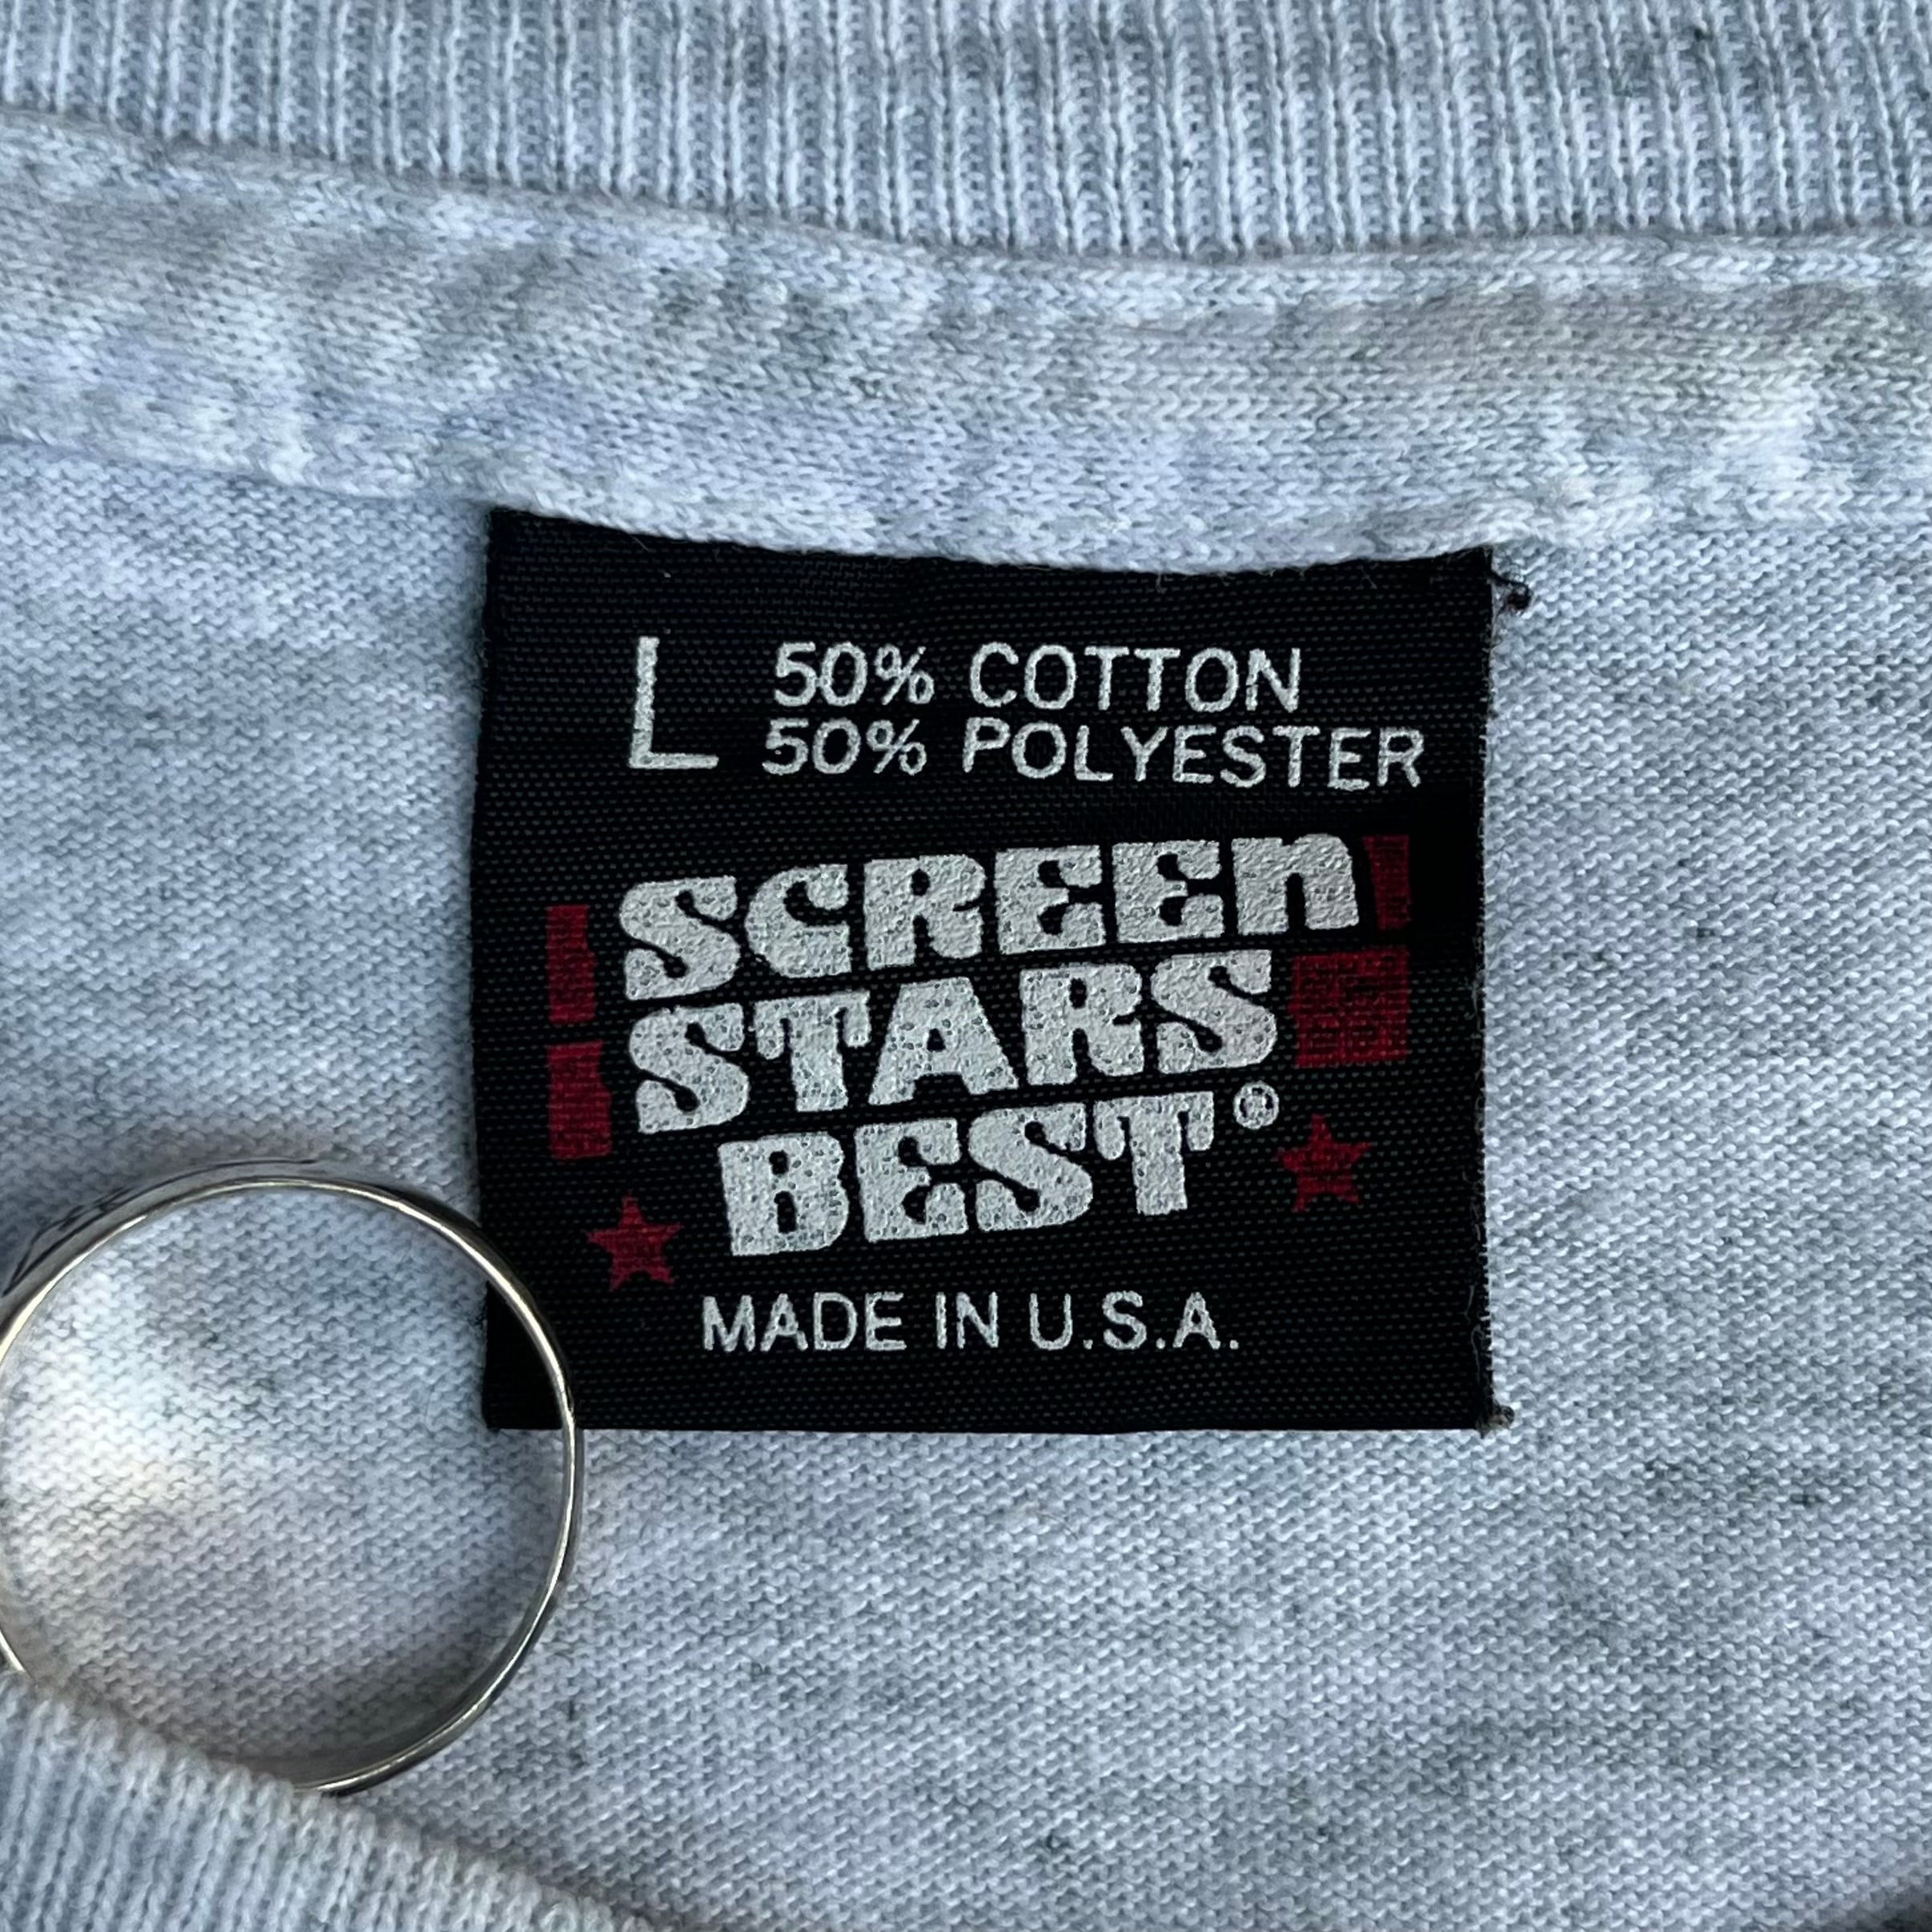 L 50% COTTON
50% POLYESTER
SCREEn
STARS
BEST®
MADE IN U.S.A.